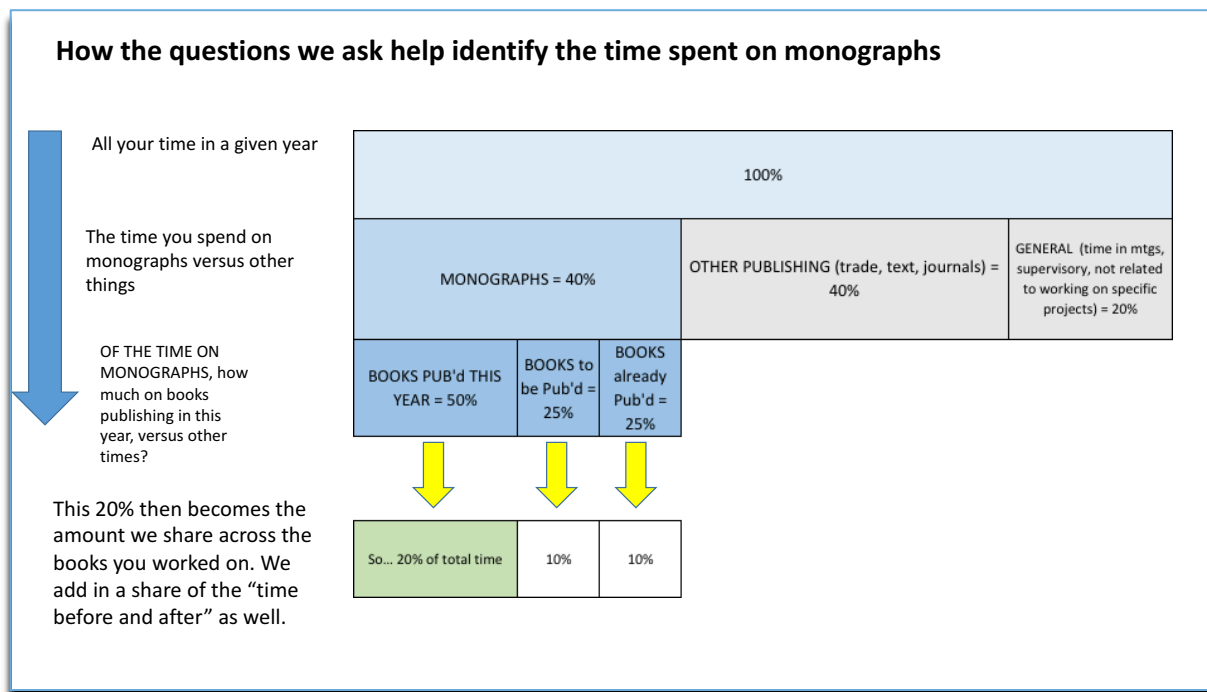 How the questions we ask help identify the time spent on monographs
All your time in a given year
100%
The time you spend on
monographs versus other
things
MONOGRAPHS = 40%
OTHER PUBLISHING (trade, text, journals) =
40%
GENERAL (time in mtgs,
supervisory, not related
to working on specific
projects) = 20%
OF THE TIME ON
MONOGRAPHS, how
much on books
publishing in this
year, versus other
times?
BOOKS PUB'd THIS
YEAR = 50%
BOOKS to
be Pub'd =
25%
BOOKS
already
Pub'd =
25%
This 20% then becomes the
amount we share across the
books you worked on. We
add in a share of the “time
before and after” as well.
So... 20% of total time
10%
10%